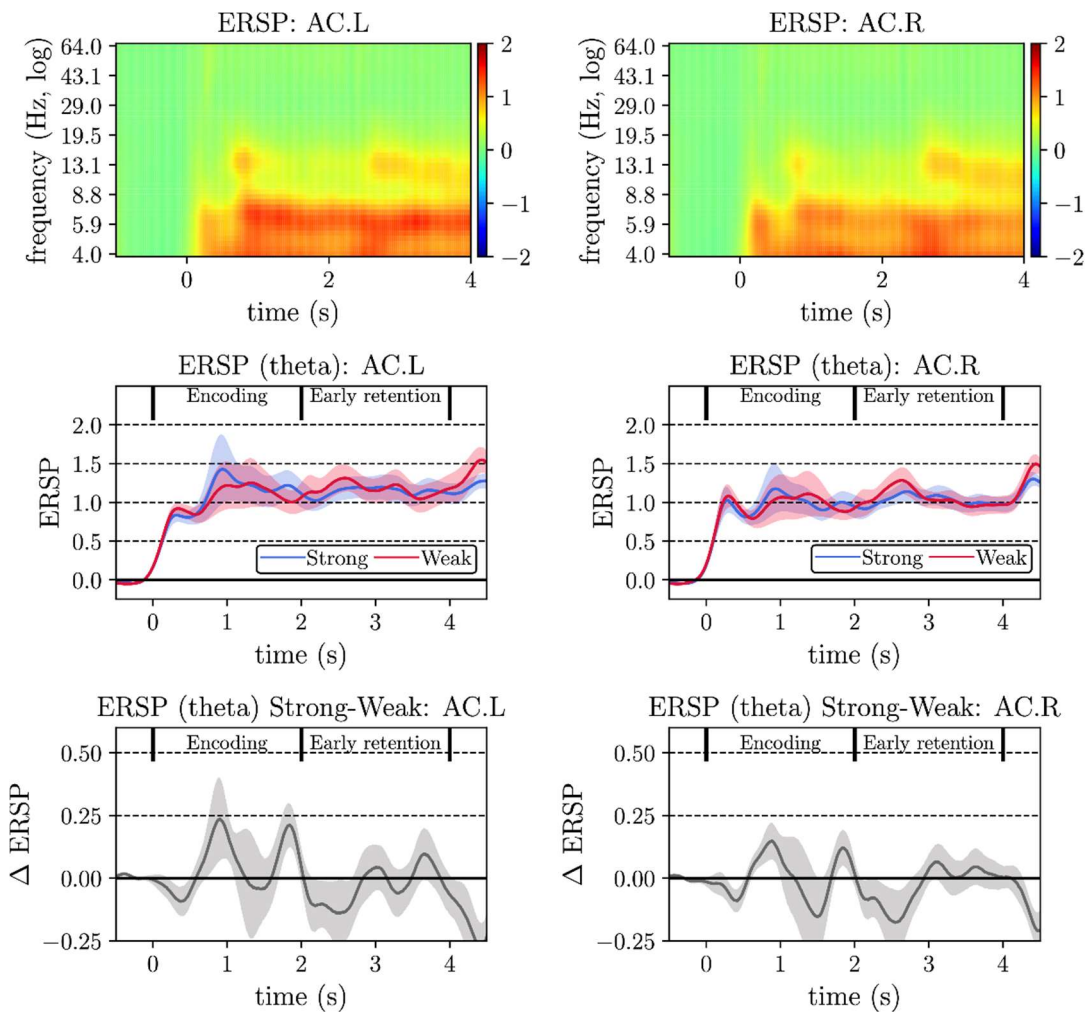 ERSP: AC.L
64.0
43.1
29.0
19.5
13.1
8.8
5.9
4.0
frequency (Hz, log)
0 2 4
time (s)
2
1
0
−1
−2
ERSP: AC.R
64.0
43.1
29.0
19.5
13.1
8.8
5.9
4.0
frequency (Hz, log)
0 2 4
time (s)
2
1
0
−1
−2
ERSP (theta): AC.L
Encoding Early retention
2.0
1.5
1.0
0.5
0.0
ERSP
Strong Weak
0 1 2 3 4
time (s)
ERSP (theta): AC.R
Encoding Early retention
2.0
1.5
1.0
0.5
0.0
ERSP
Strong Weak
0 1 2 3 4
time (s)
ERSP (theta) Strong-Weak: AC.L
Encoding Early retention
0.50
0.25
0.00
−0.25
Δ ERSP
0 1 2 3 4
time (s)
ERSP (theta) Strong-Weak: AC.R
Encoding Early retention
0.50
0.25
0.00
−0.25
Δ ERSP
0 1 2 3 4
time (s)